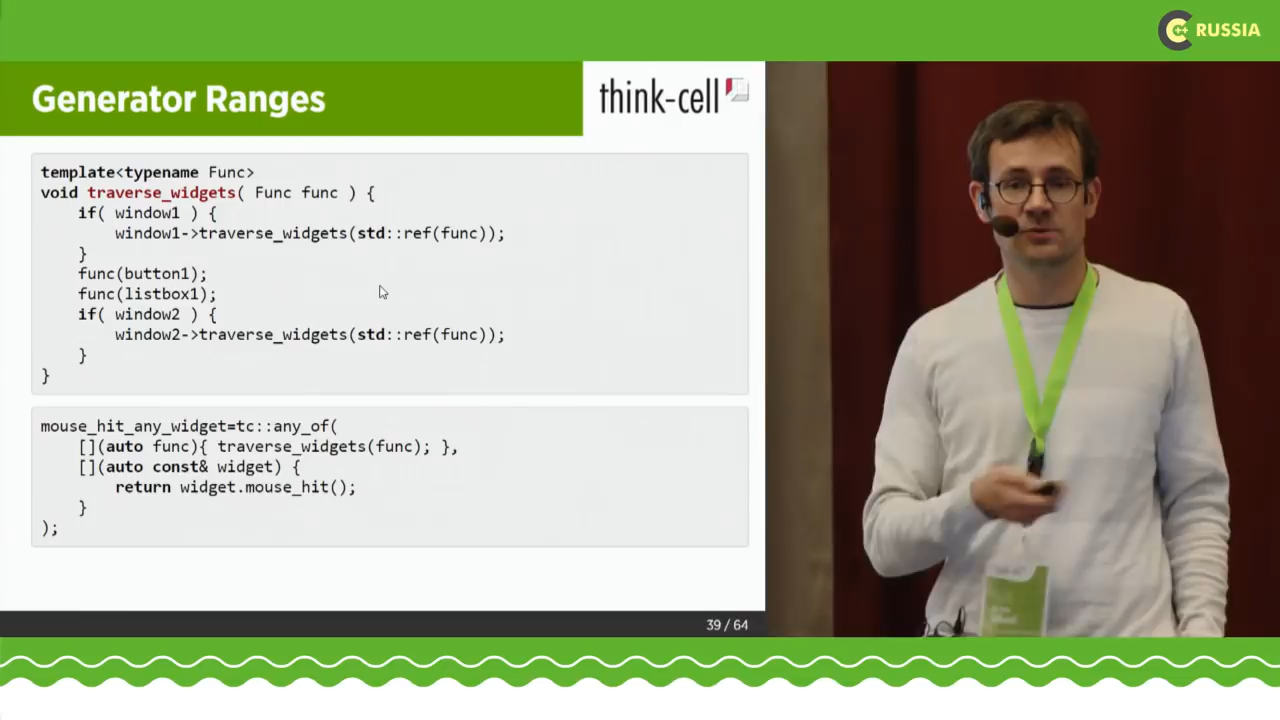 C++ RUSSIA
Generator Ranges
think-cell
template<typename Func>
void traverse_widgets( Func func ) {
    if( window1 ) {
        window1->traverse_widgets(std::ref(func));
    }
    func(button1);
    func(listbox1);
    if( window2 ) {
        window2->traverse_widgets(std::ref(func));
    }
}
mouse_hit_any_widget=tc::any_of(
    [](auto func){ traverse_widgets(func); },
    [](auto const& widget) {
        return widget.mouse_hit();
    }
);
39 / 64